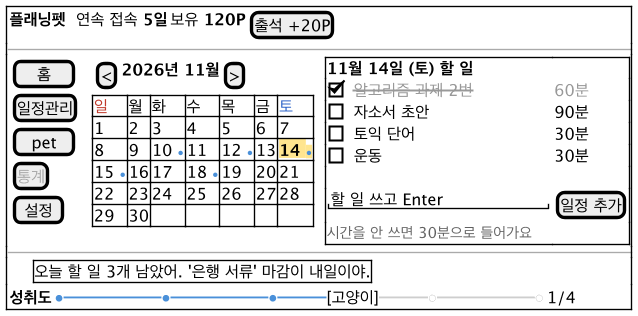 플래닝펫 연속 접속 5일 보유 120P 출석 +20P
홈
일정관리
pet
통계
설정
< 2026년 11월 >
일 월 화 수 목 금 토
1 2 3 4 5 6 7
8 9 10 11 12 13 14
15 16 17 18 19 20 21
22 23 24 25 26 27 28
29 30
11월 14일 (토) 할 일
알고리즘 과제 2번 60분
자소서 초안 90분
토익 단어 30분
운동 30분
할 일 쓰고 Enter 일정 추가
시간을 안 쓰면 30분으로 들어가요
오늘 할 일 3개 남았어. '은행 서류' 마감이 내일이야.
성취도 [고양이] 1/4